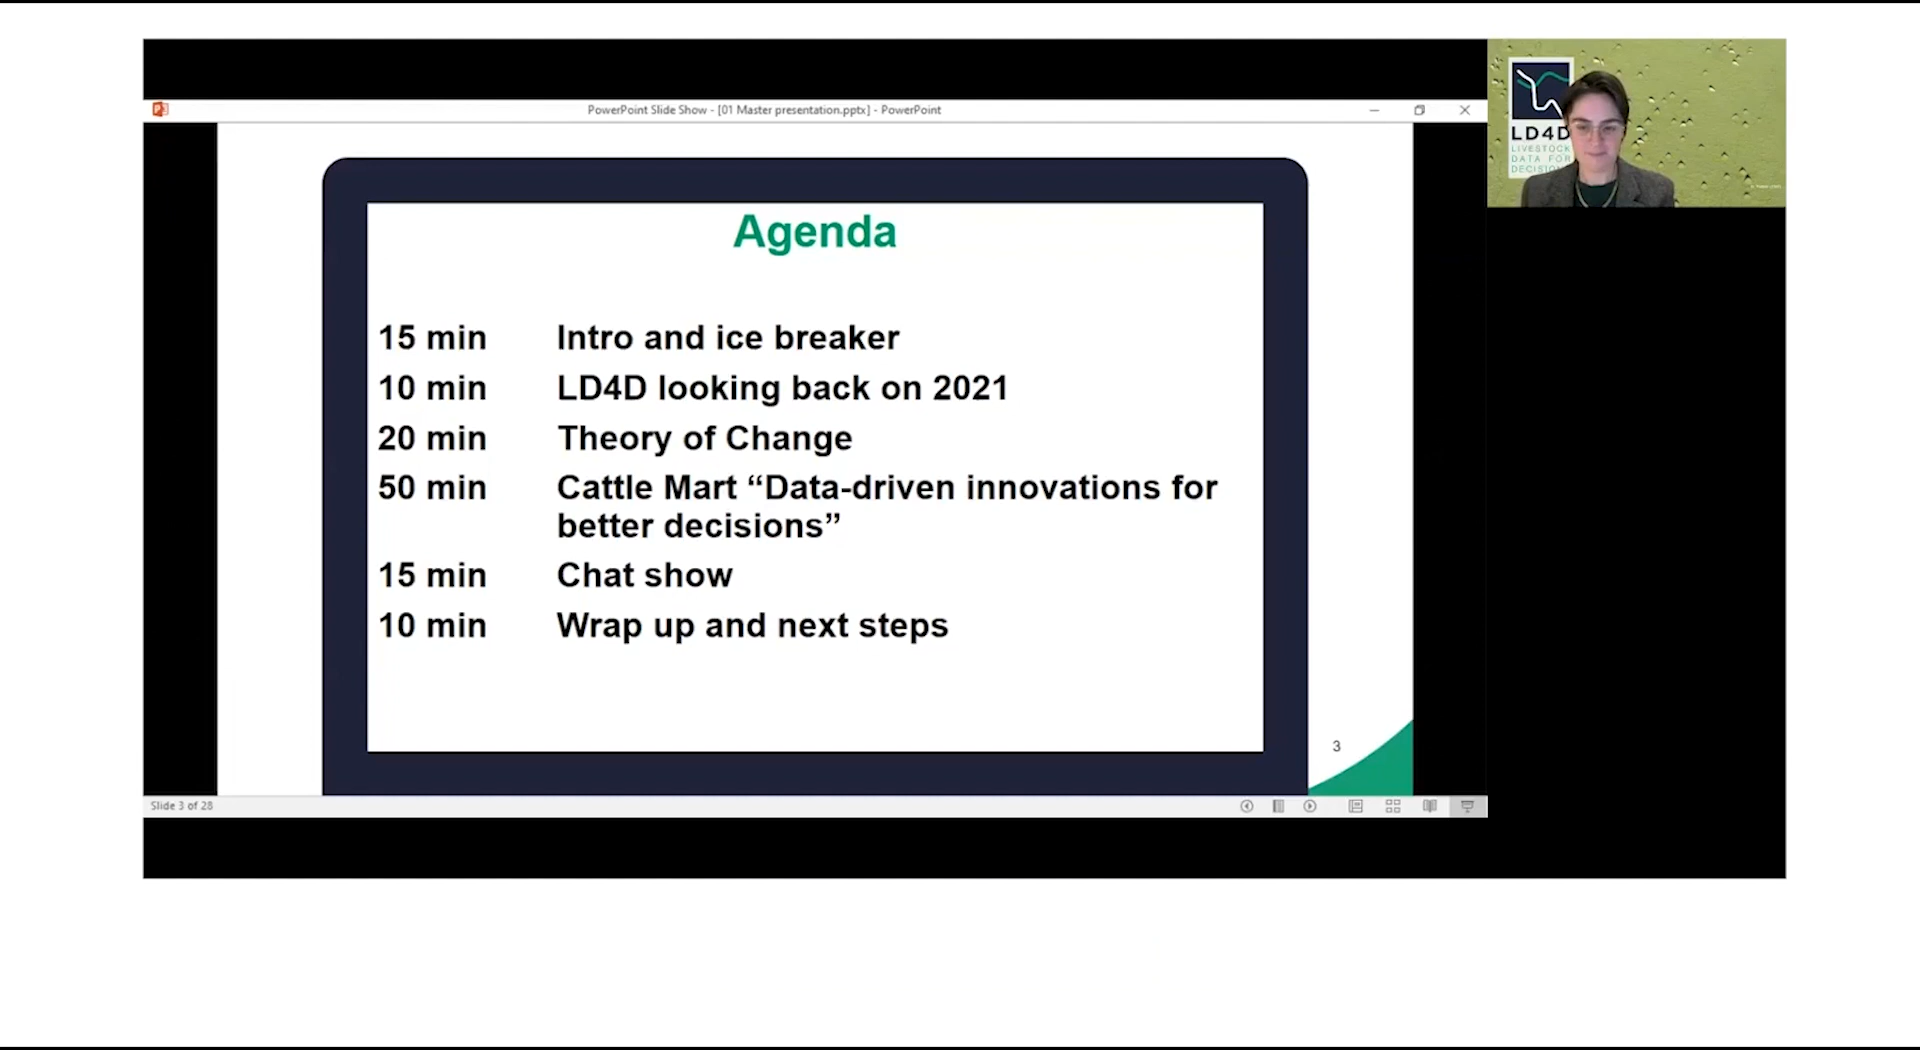 PowerPoint Slide Show - [01 Master presentation.pptx] - PowerPoint
LD4D
LIVESTOCK
DATA FOR
DECISION
Agenda
15 min Intro and ice breaker
10 min LD4D looking back on 2021
20 min Theory of Change
50 min Cattle Mart “Data-driven innovations for
better decisions”
15 min Chat show
10 min Wrap up and next steps
3
Slide 3 of 28